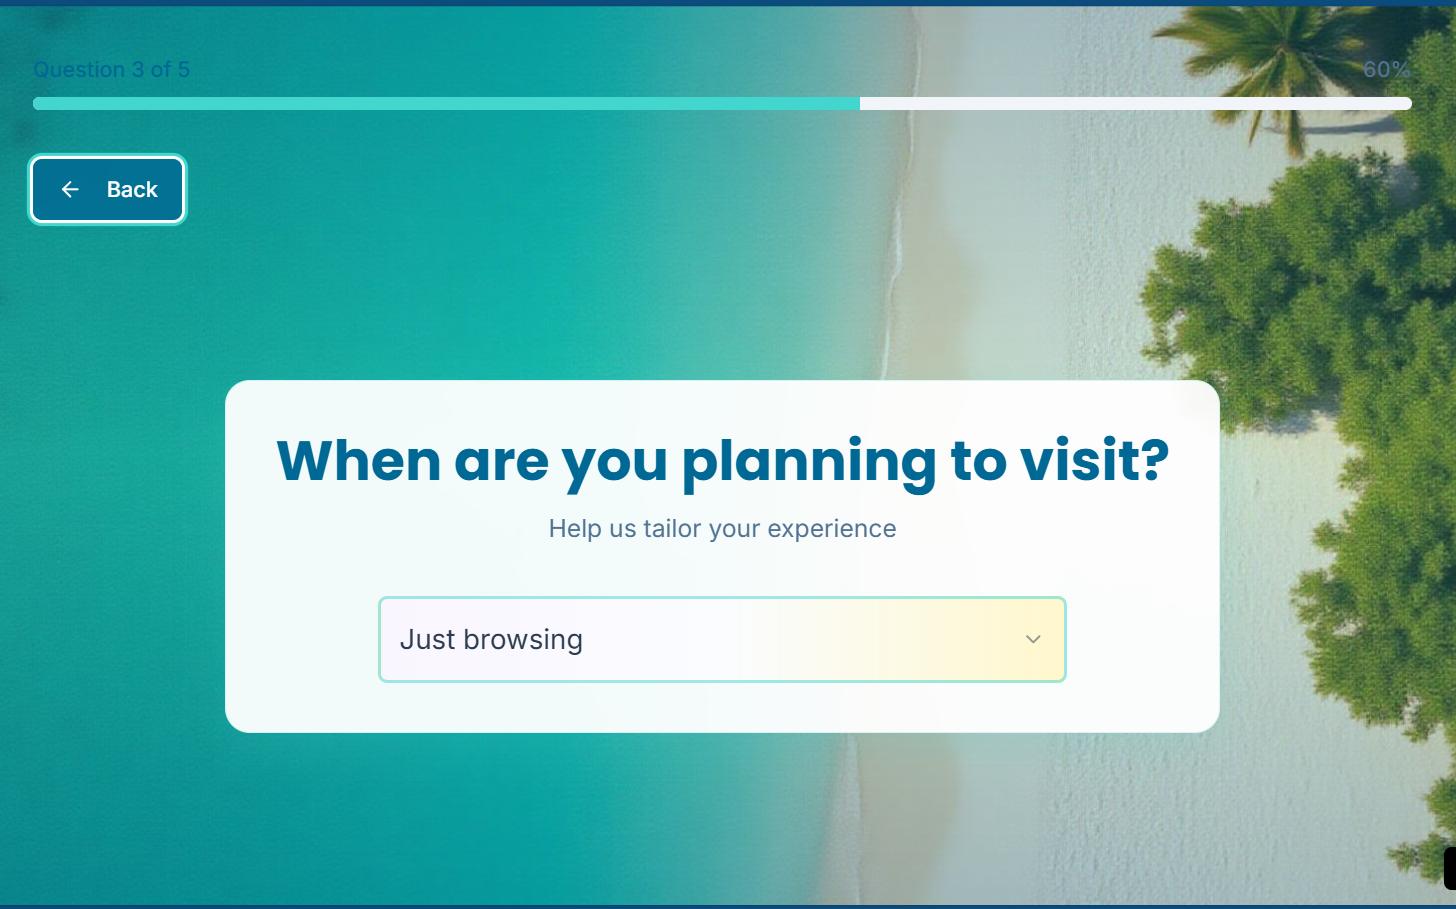 Question 3 of 5
60%
Back
When are you planning to visit?
Help us tailor your experience
Just browsing